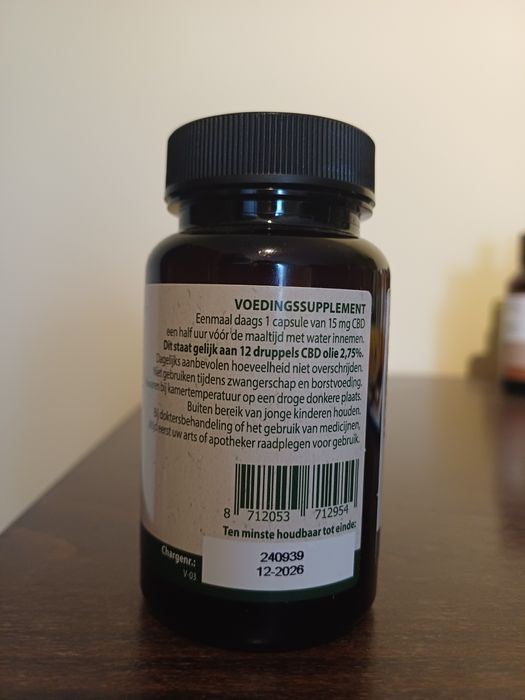 VOEDINGSSUPPLEMENT
Eenmaal daags 1 capsule van 15 mg CBD
een half uur vóór de maaltijd met water innemen.
Dit staat gelijk aan 12 druppels CBD olie 2,75%.
Dagelijks aanbevolen hoeveelheid niet overschrijden.
Niet gebruiken tijdens zwangerschap en borstvoeding.
bij kamertemperatuur op een droge donkere plaats.
Buiten bereik van jonge kinderen houden.
Bij doktersbehandeling of het gebruik van medicijnen,
eerst uw arts of apotheker raadplegen voor gebruik.
8 712053 712954
Ten minste houdbaar tot einde:
Chargenr.: 240939
V-03 12-2026